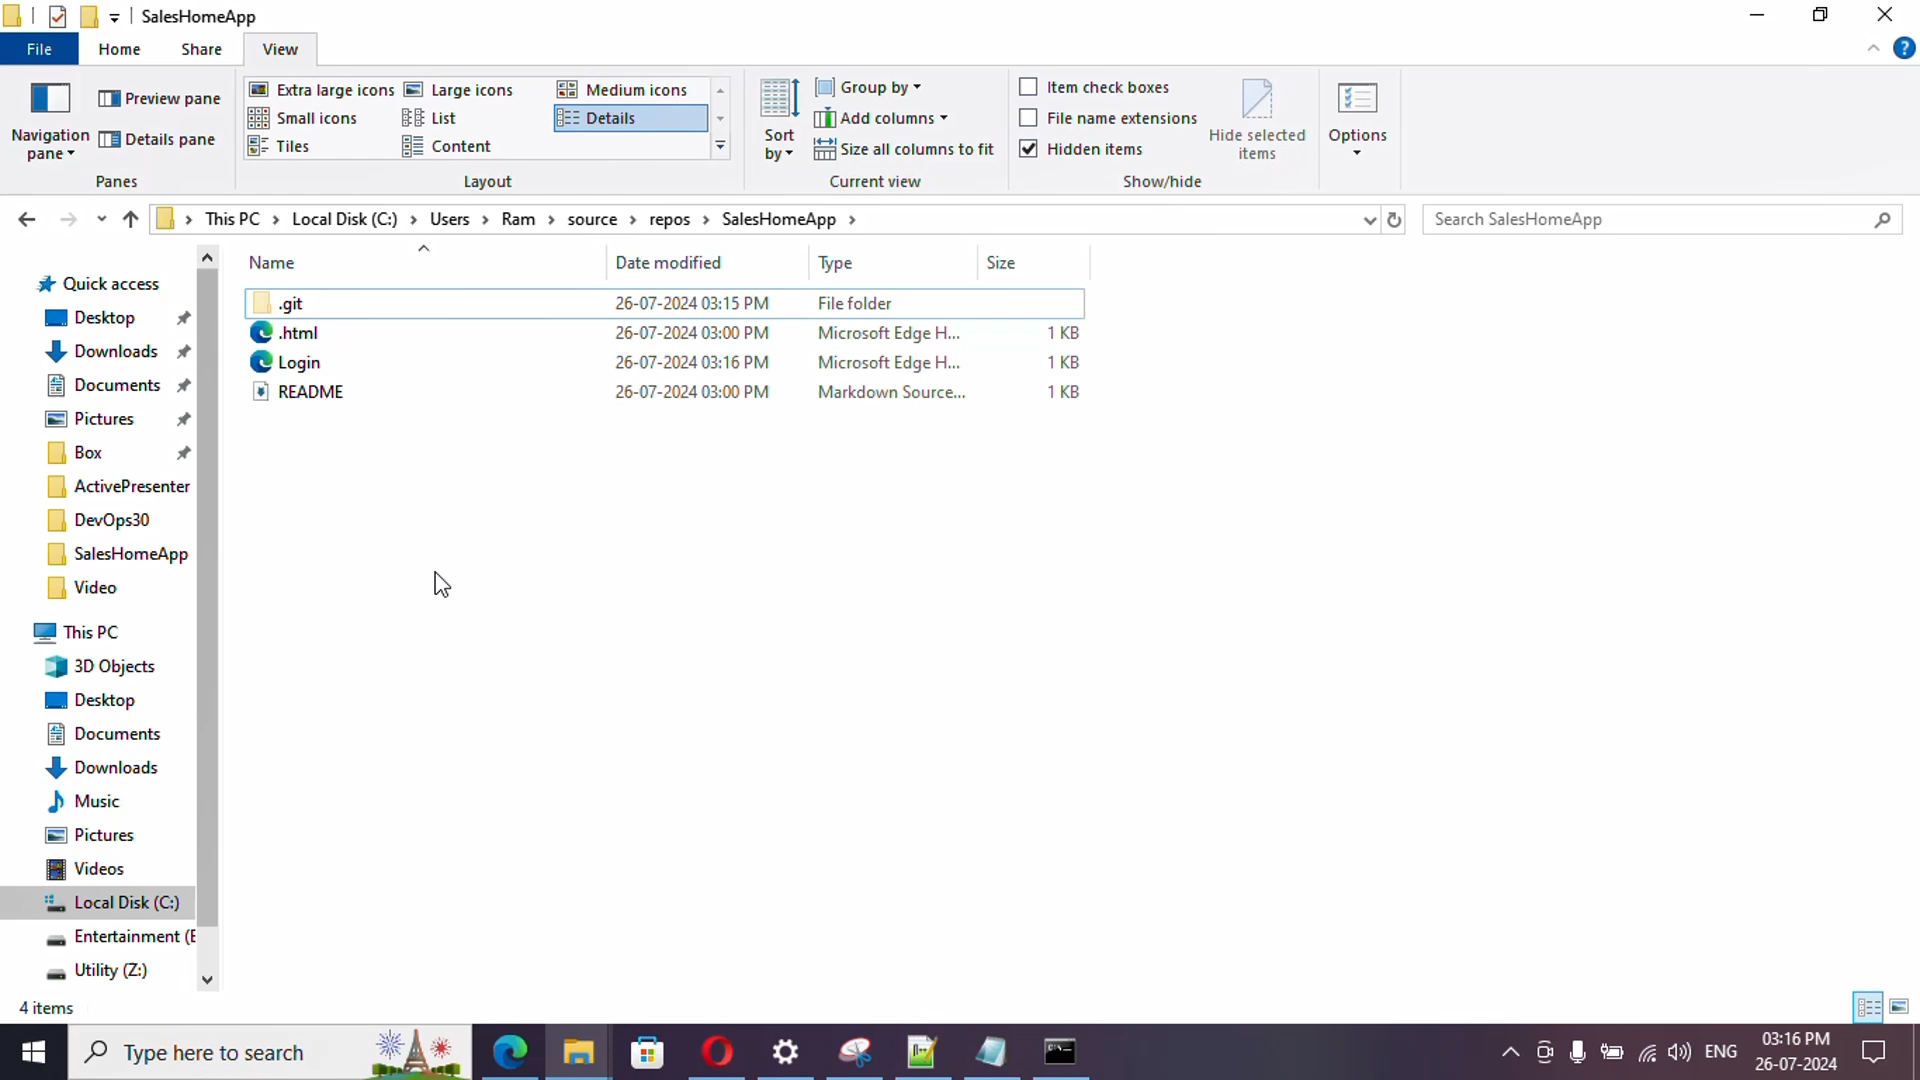 SalesHomeApp
File Home Share View
Navigation pane
Preview pane
Details pane
Panes
Extra large icons Large icons Medium icons
Small icons List Details
Tiles Content
Layout
Sort by
Group by
Add columns
Size all columns to fit
Current view
Item check boxes
File name extensions
Hidden items
Hide selected items
Show/hide
Options
This PC Local Disk (C:) Users Ram source repos SalesHomeApp
Search SalesHomeApp
Name Date modified Type Size
.git 26-07-2024 03:15 PM File folder
.html 26-07-2024 03:00 PM Microsoft Edge H... 1 KB
Login 26-07-2024 03:16 PM Microsoft Edge H... 1 KB
README 26-07-2024 03:00 PM Markdown Source... 1 KB
Quick access
Desktop
Downloads
Documents
Pictures
Box
ActivePresenter
DevOps30
SalesHomeApp
Video
This PC
3D Objects
Desktop
Documents
Downloads
Music
Pictures
Videos
Local Disk (C:)
Entertainment (E
Utility (Z:)
4 items
Type here to search
ENG
03:16 PM
26-07-2024